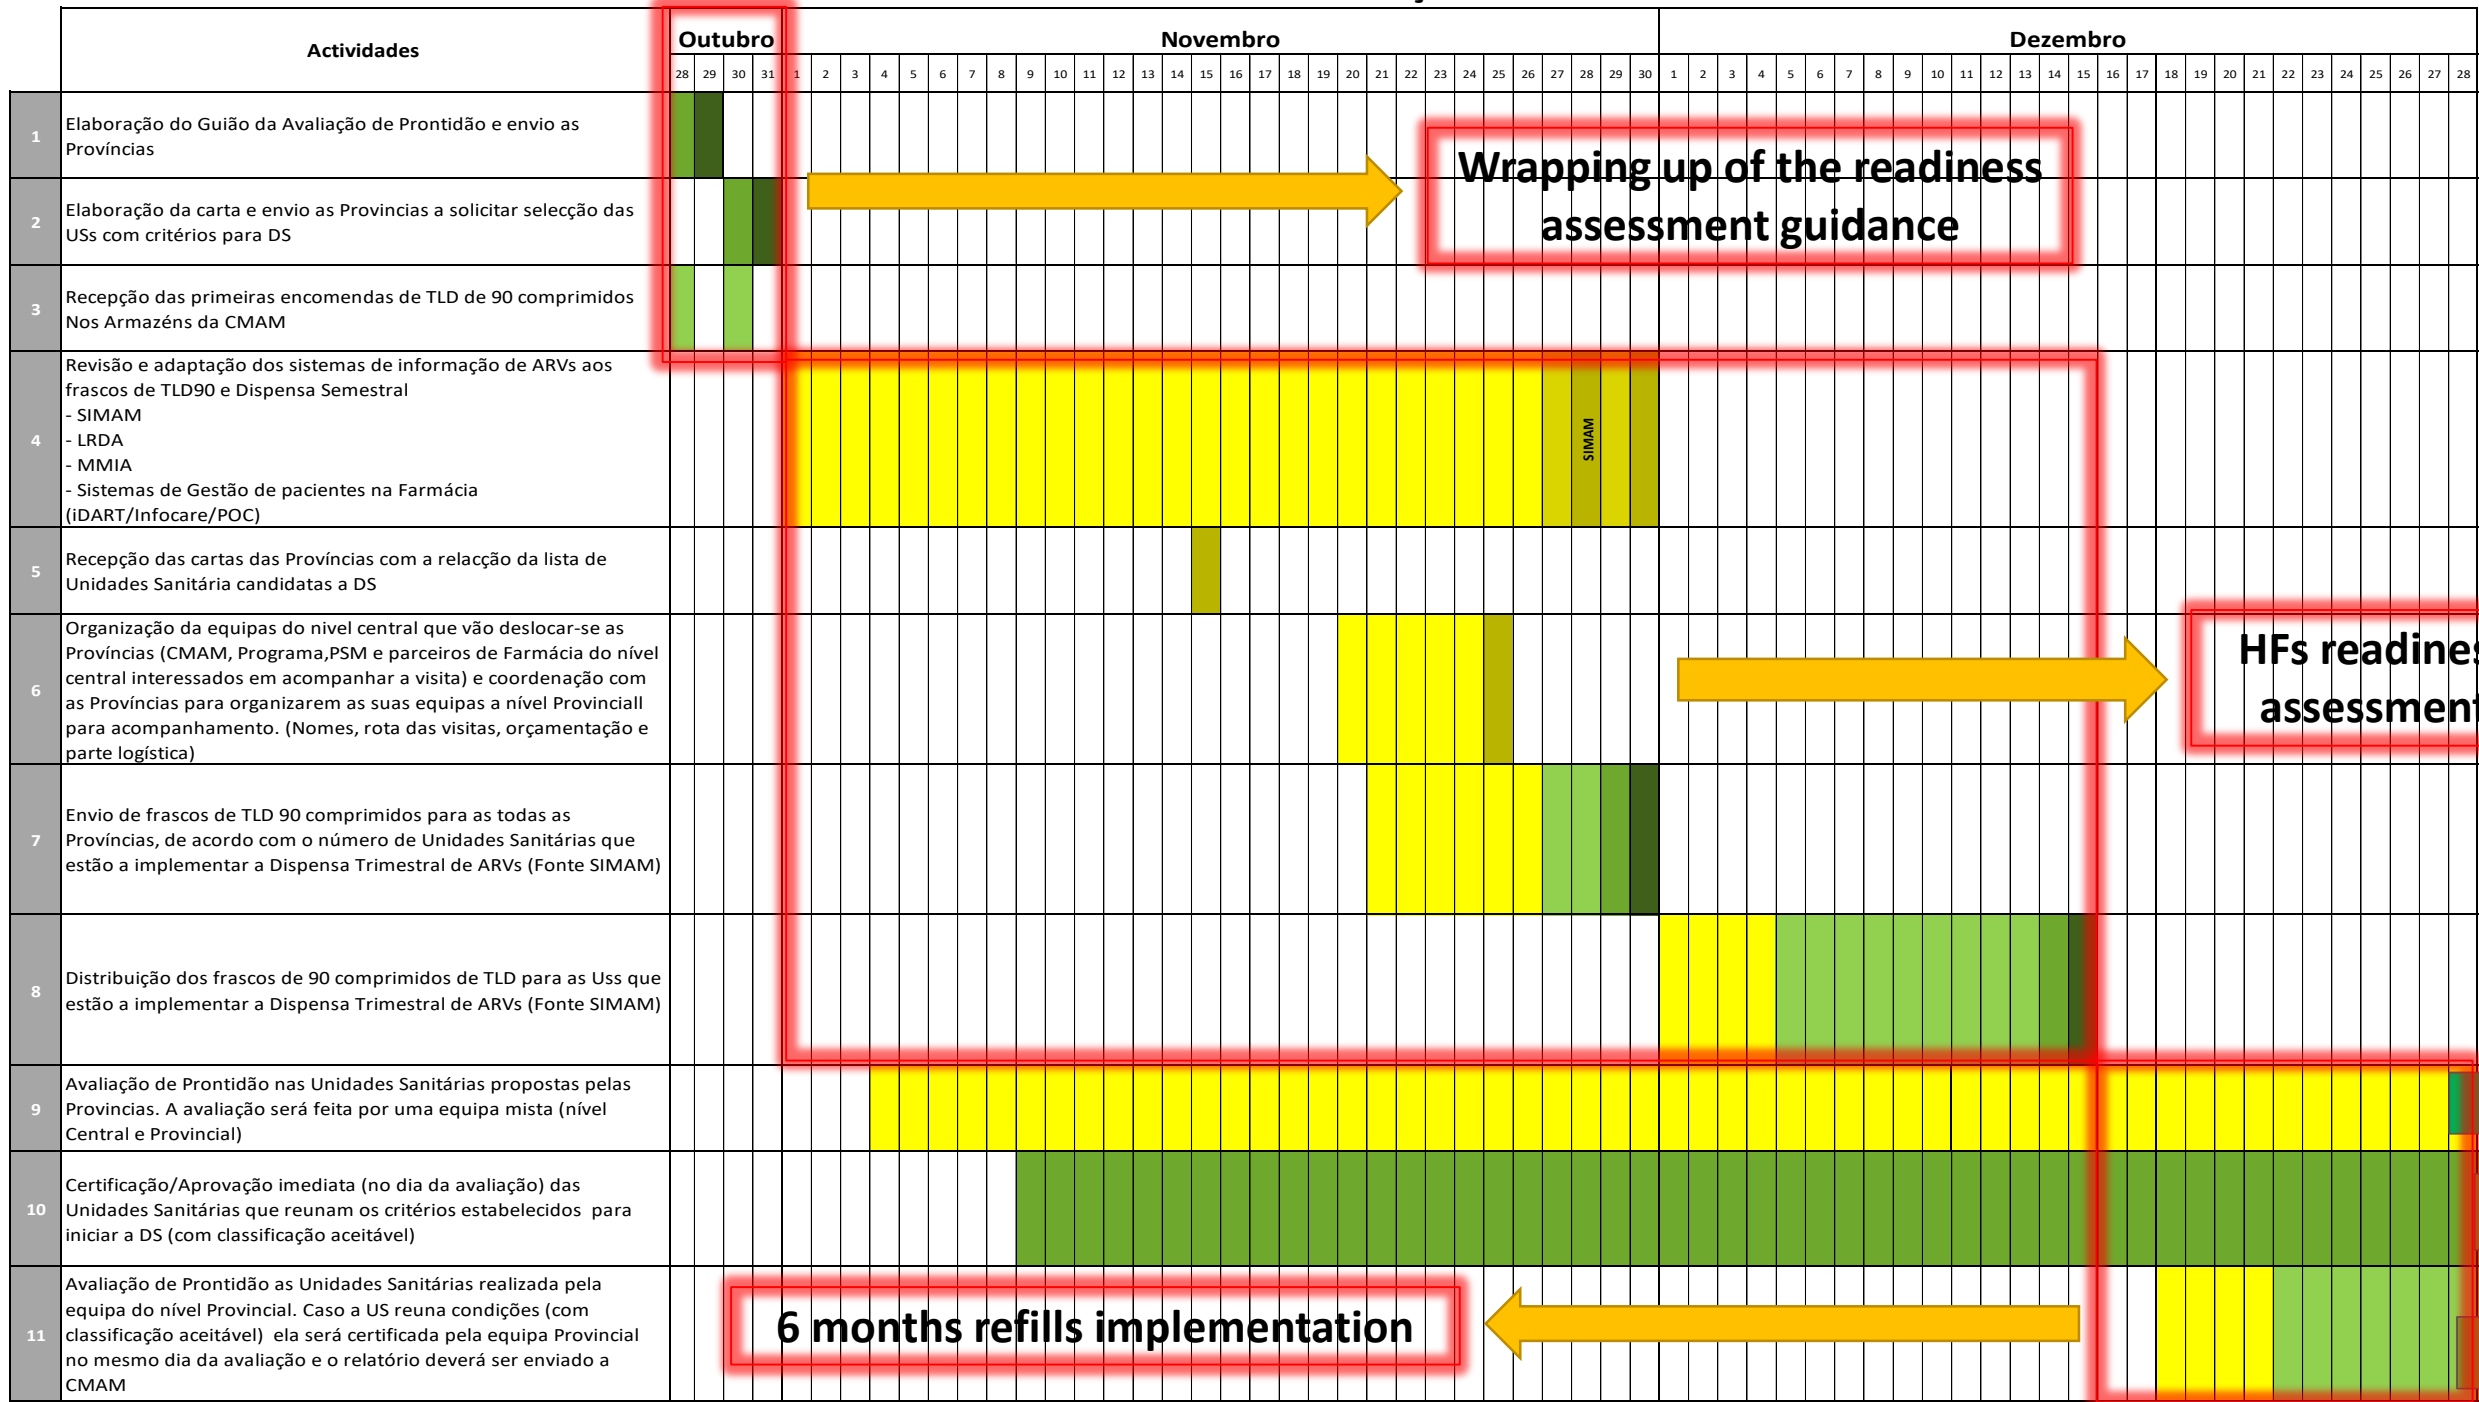 Actividades
Outubro
Novembro
Dezembro
28 29 30 31 1 2 3 4 5 6 7 8 9 10 11 12 13 14 15 16 17 18 19 20 21 22 23 24 25 26 27 28 29 30 1 2 3 4 5 6 7 8 9 10 11 12 13 14 15 16 17 18 19 20 21 22 23 24 25 26 27 28
1
Elaboração do Guião da Avaliação de Prontidão e envio as
Províncias
Wrapping up of the readiness
assessment guidance
2
Elaboração da carta e envio as Provincias a solicitar selecção das
USs com critérios para DS
3
Recepção das primeiras encomendas de TLD de 90 comprimidos
Nos Armazéns da CMAM
4
Revisão e adaptação dos sistemas de informação de ARVs aos
frascos de TLD90 e Dispensa Semestral
- SIMAM
- LRDA
- MMIA
- Sistemas de Gestão de pacientes na Farmácia
(iDART/Infocare/POC)
SIMAM
5
Recepção das cartas das Províncias com a relacção da lista de
Unidades Sanitária candidatas a DS
6
Organização da equipas do nivel central que vão deslocar-se as
Províncias (CMAM, Programa,PSM e parceiros de Farmácia do nível
central interessados em acompanhar a visita) e coordenação com
as Províncias para organizarem as suas equipas a nível Provinciall
para acompanhamento. (Nomes, rota das visitas, orçamentação e
parte logística)
HFs readines
assessment
7
Envio de frascos de TLD 90 comprimidos para as todas as
Províncias, de acordo com o número de Unidades Sanitárias que
estão a implementar a Dispensa Trimestral de ARVs (Fonte SIMAM)
8
Distribuição dos frascos de 90 comprimidos de TLD para as Uss que
estão a implementar a Dispensa Trimestral de ARVs (Fonte SIMAM)
9
Avaliação de Prontidão nas Unidades Sanitárias propostas pelas
Provincias. A avaliação será feita por uma equipa mista (nível
Central e Provincial)
10
Certificação/Aprovação imediata (no dia da avaliação) das
Unidades Sanitárias que reunam os critérios estabelecidos para
iniciar a DS (com classificação aceitável)
11
Avaliação de Prontidão as Unidades Sanitárias realizada pela
equipa do nível Provincial. Caso a US reuna condições (com
classificação aceitável) ela será certificada pela equipa Provincial
no mesmo dia da avaliação e o relatório deverá ser enviado a
CMAM
6 months refills implementation